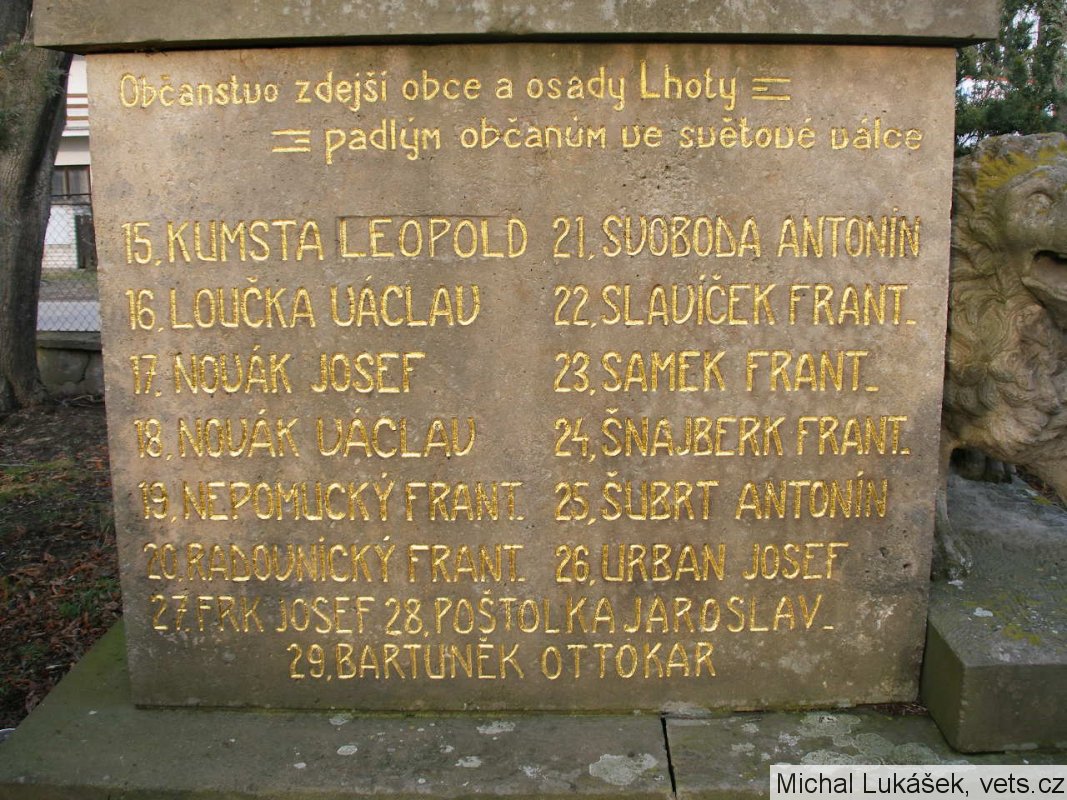 Občanstvo zdejší obce a osady Lhoty =
= padlým občanům ve světové válce
15. KUMSTA LEOPOLD 21. SVOBODA ANTONÍN
16. LOUČKA VÁCLAV 22. SLAVÍČEK FRANT.
17. NOVÁK JOSEF 23. SAMEK FRANT.
18. NOVÁK VÁCLAV 24. ŠNAJBERK FRANT.
19. NEPOMUCKÝ FRANT. 25. ŠUBRT ANTONÍN
20. RADOVNICKÝ FRANT. 26. URBAN JOSEF
27. FRK JOSEF 28. POŠTOLKA JAROSLAV.
29. BARTUNĚK OTTOKAR
Michal Lukášek, vets.cz